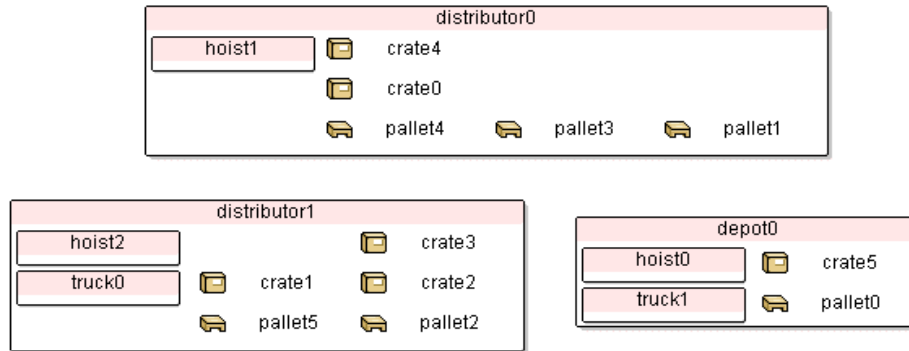 distributor0
hoist1 crate4
crate0
pallet4 pallet3 pallet1
distributor1
hoist2 crate3
truck0 crate1 crate2
pallet5 pallet2
depot0
hoist0 crate5
truck1 pallet0